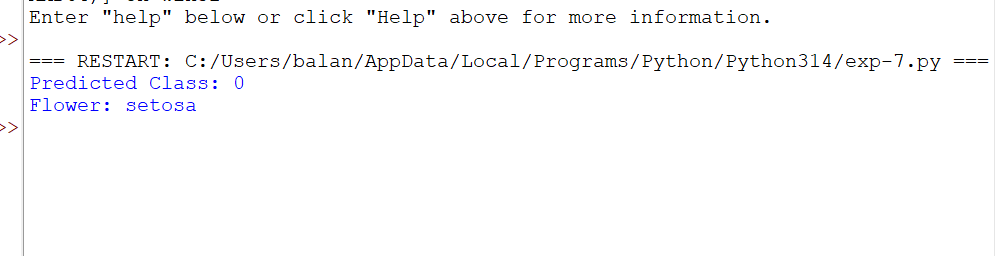 Enter "help" below or click "Help" above for more information.
>>
=== RESTART: C:/Users/balan/AppData/Local/Programs/Python/Python314/exp-7.py ===
Predicted Class: 0
Flower: setosa
>>